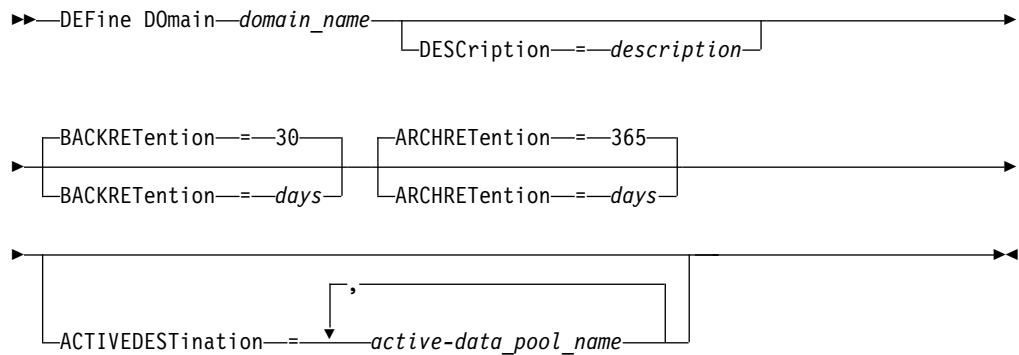 DEFine DOmain domain_name
DESCription = description
BACKRETention = 30 ARCHRETention = 365
BACKRETention = days ARCHRETention = days
,
ACTIVEDESTination = active-data_pool_name